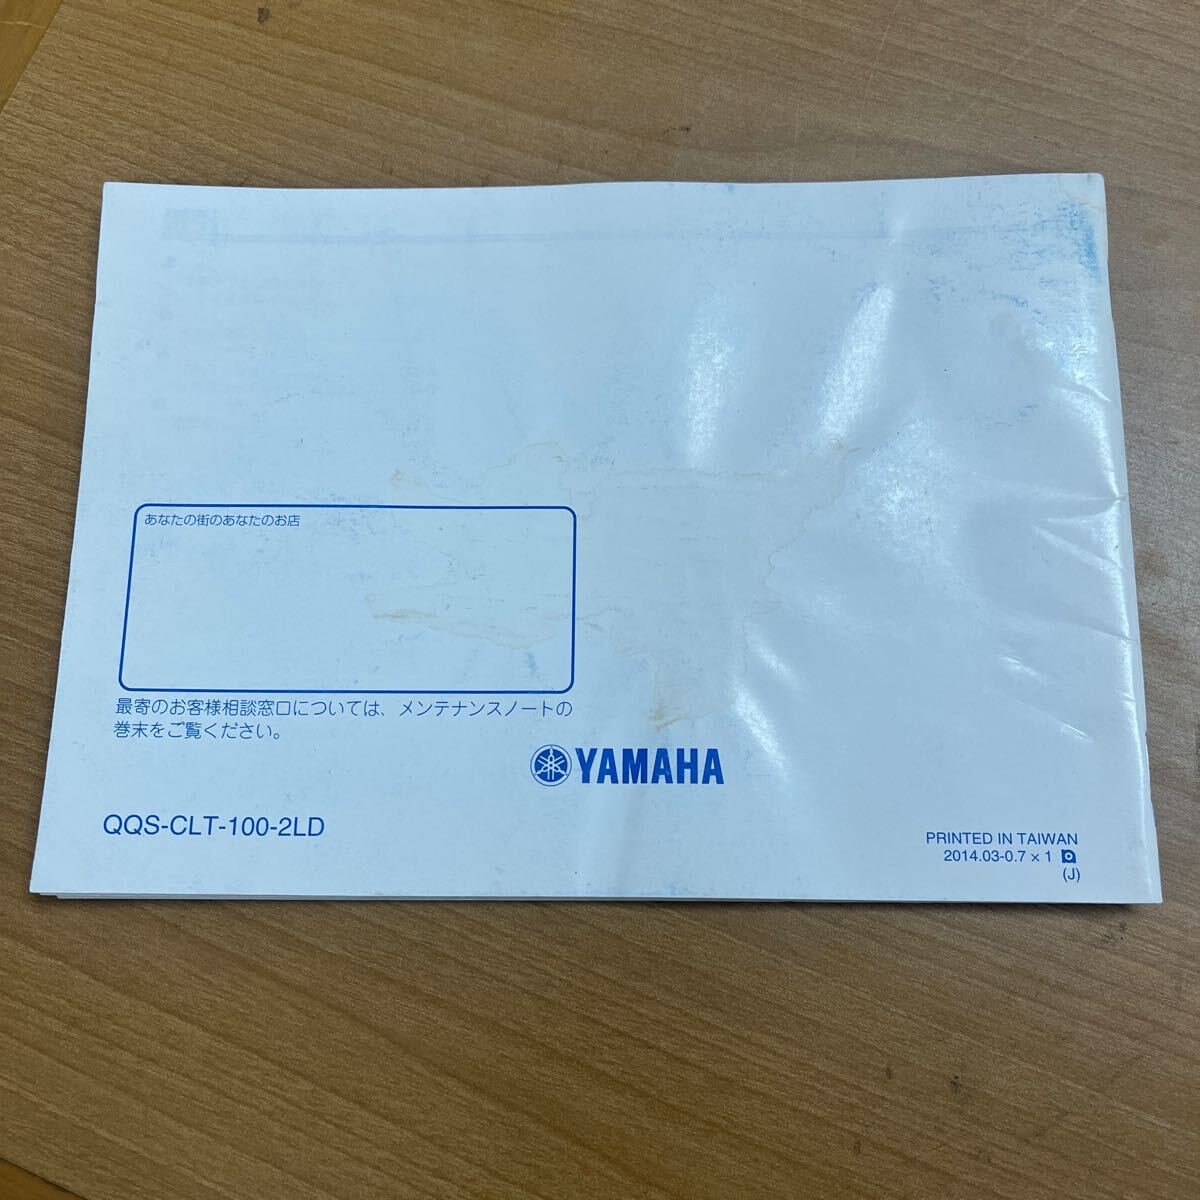 あなたの街のあなたのお店
最寄のお客様相談窓口については、メンテナンスノートの
巻末をご覧ください。
YAMAHA
QQS-CLT-100-2LD
PRINTED IN TAIWAN
2014.03-0.7 × 1
(J)